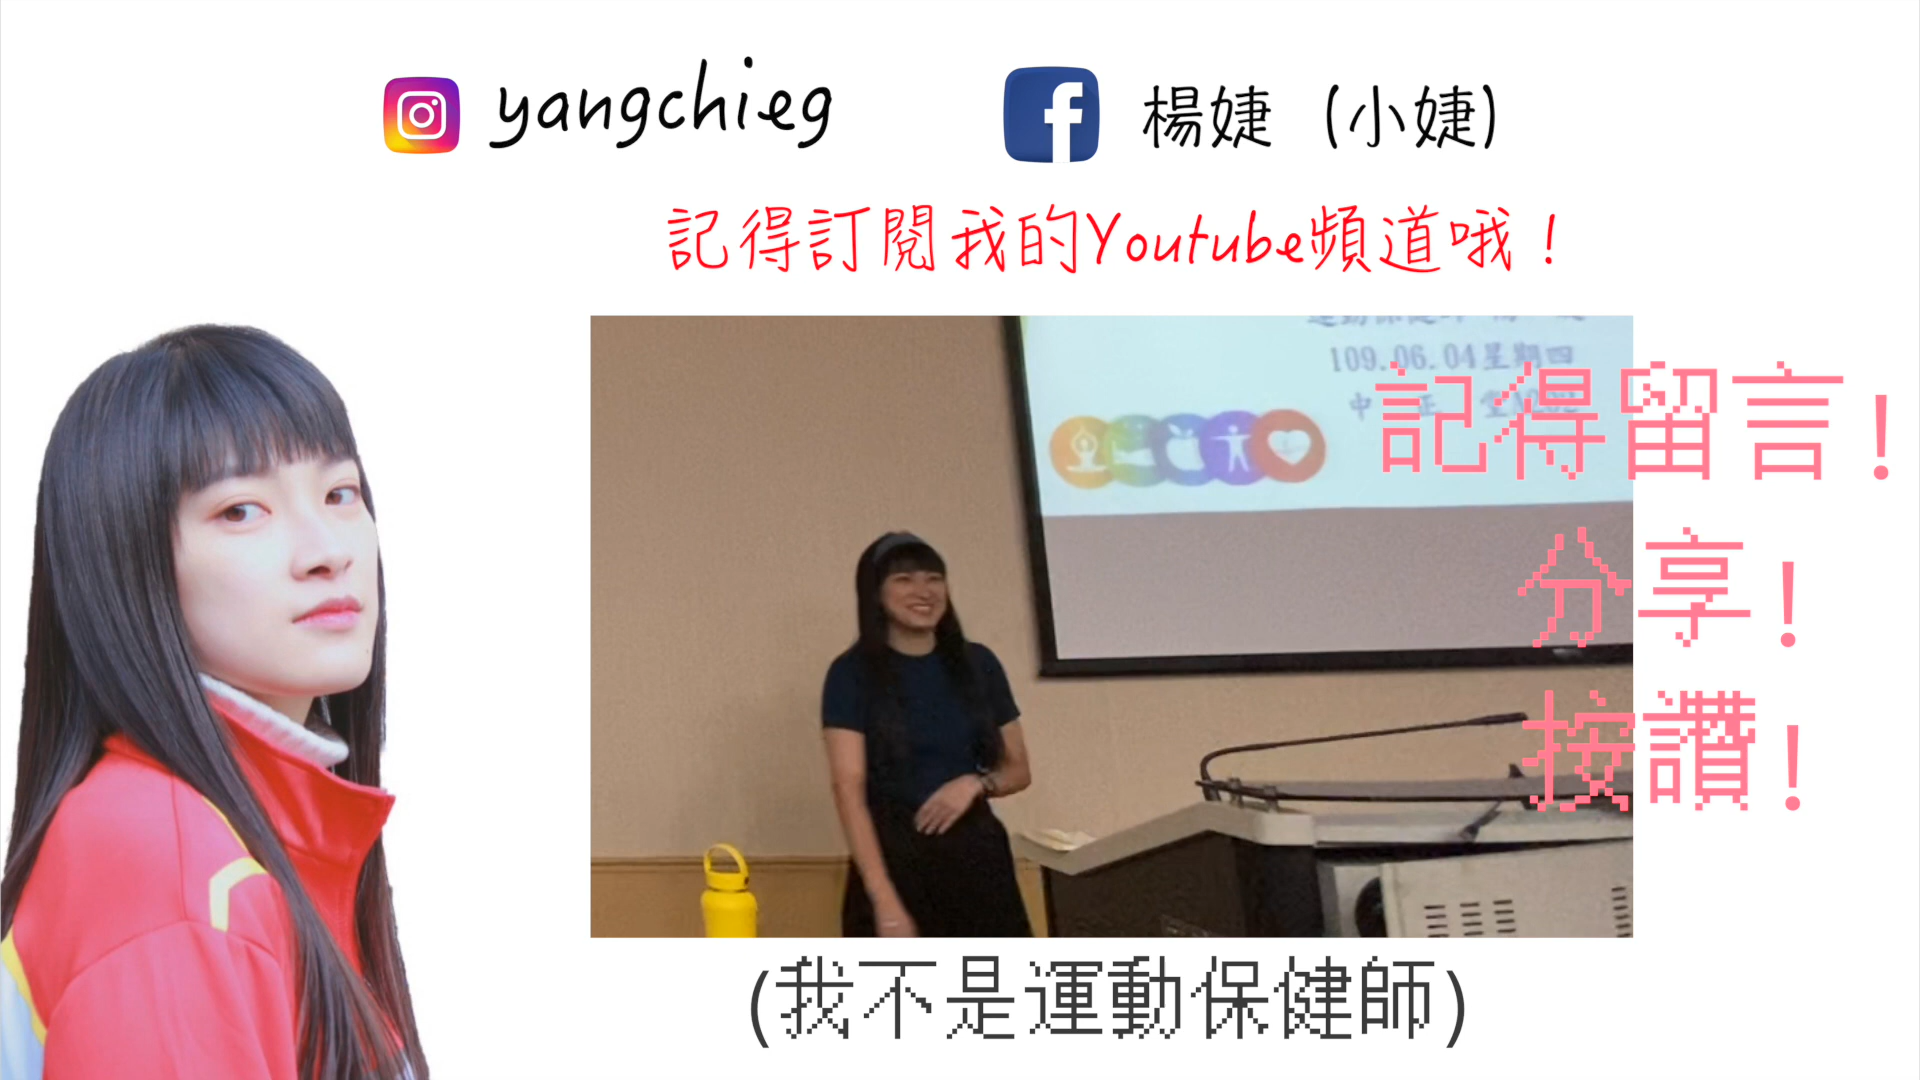 yangchieg
楊婕 (小婕)
記得訂閱我的Youtube頻道哦！
109.06.04星期四
記得留言!
分享!
按讚!
(我不是運動保健師)